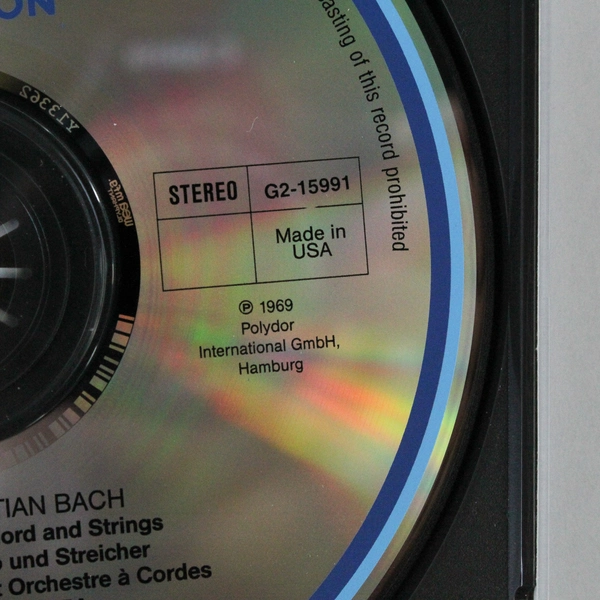 ON
asting of this record prohibited
STEREO G2-15991
Made in
USA
℗ 1969
Polydor
International GmbH,
Hamburg
TIAN BACH
ord and Strings
o und Streicher
t Orchestre à Cordes